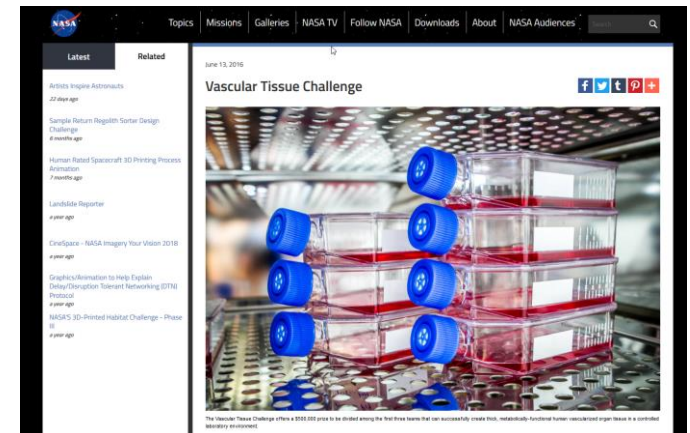 NASA
Topics Missions Galleries NASA TV Follow NASA Downloads About NASA Audiences Search
Latest Related
Artists Inspire Astronauts
22 days ago
Sample Return Regolith Sorter Design
Challenge
6 months ago
Human Rated Spacecraft 3D Printing Process
Animation
7 months ago
Landslide Reporter
a year ago
CineSpace - NASA Imagery Your Vision 2018
a year ago
Graphics/Animation to Help Explain
Delay/Disruption Tolerant Networking (DTN)
Protocol
a year ago
NASA'S 3D-Printed Habitat Challenge - Phase
III
a year ago
June 13, 2016
Vascular Tissue Challenge
The Vascular Tissue Challenge offers a $500,000 prize to be divided among the first three teams that can successfully create thick, metabolically-functional human vascularized organ tissue in a controlled
laboratory environment.